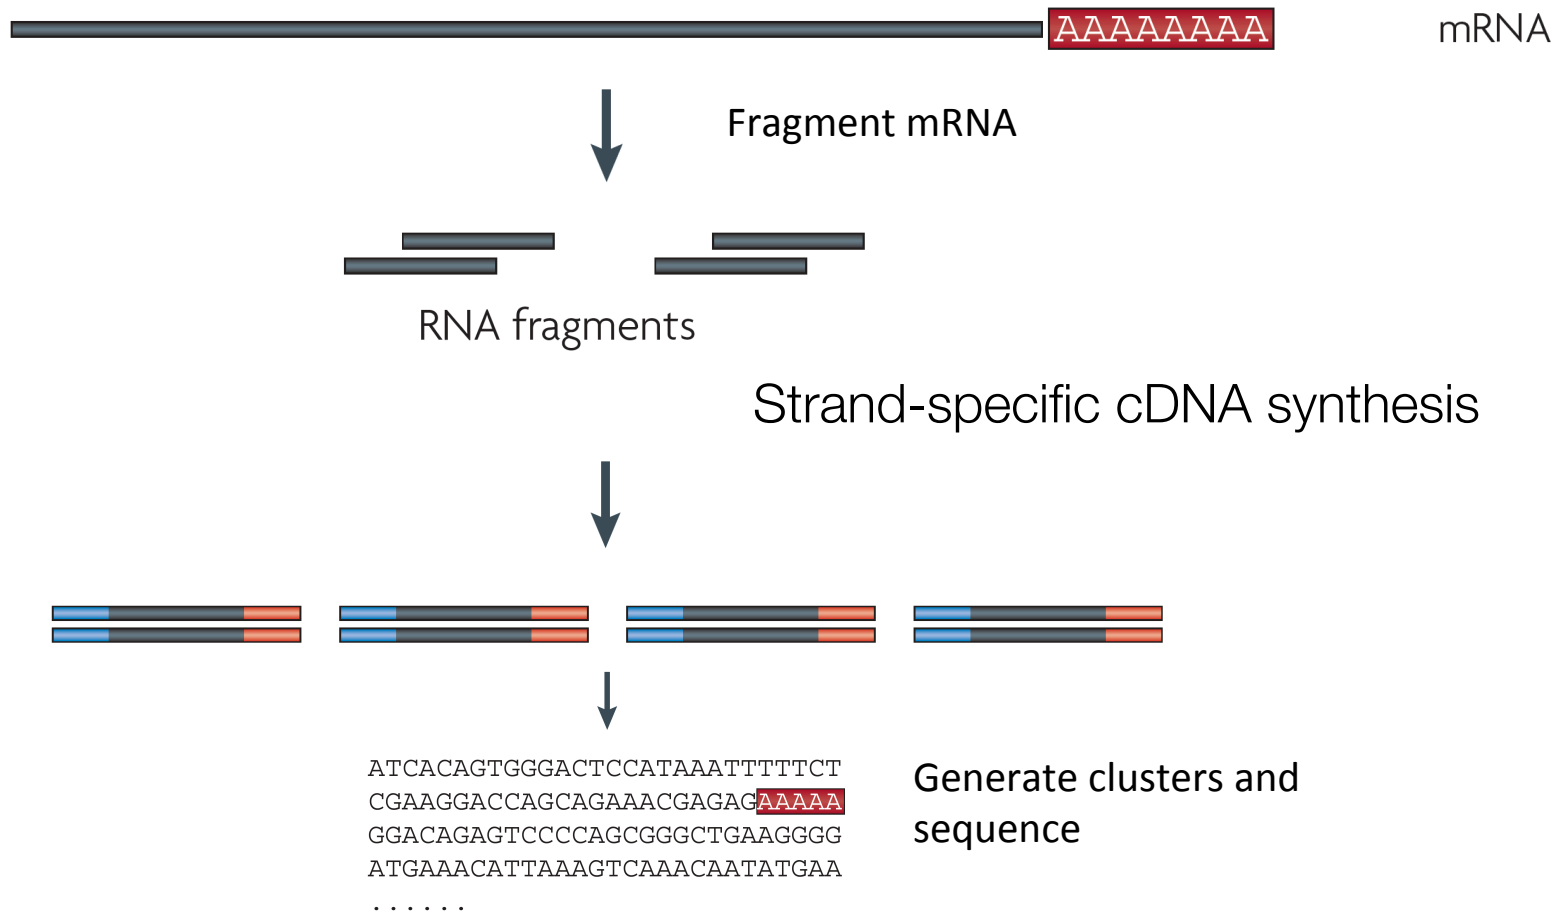 AAAAAAAA mRNA
Fragment mRNA
RNA fragments
Strand-specific cDNA synthesis
ATCACAGTGGGACTCCATAAATTTTTCT
CGAAGGACCAGCAGAAACGAGAGAAAAA
GGACAGAGTCCCCAGCGGGCTGAAGGGG
ATGAAACATTAAAGTCAAACAATATGAA
......
Generate clusters and
sequence